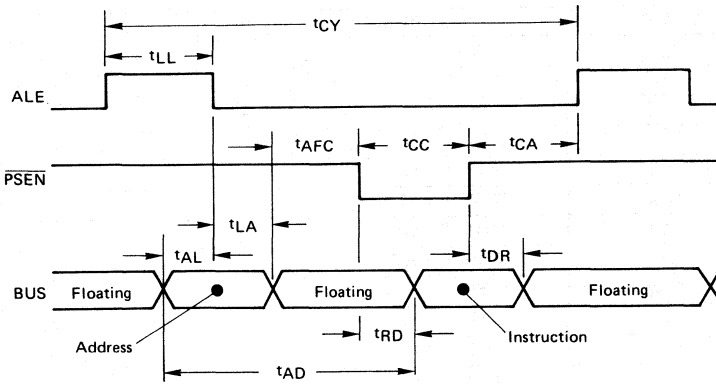 tCY
tLL
ALE
tAFC
tCC
tCA
PSEN
tLA
tAL
tDR
BUS
Floating
Floating
Floating
Address
tRD
Instruction
tAD